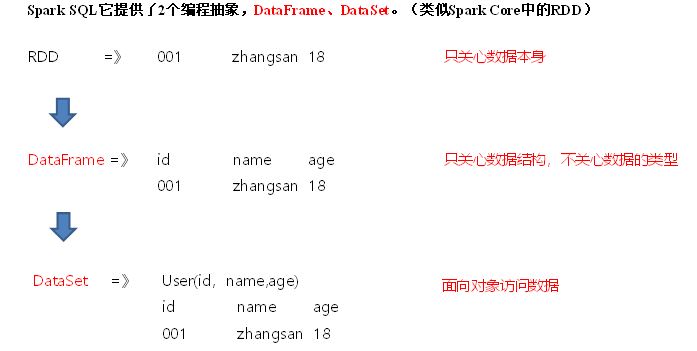 Spark SQL它提供了2个编程抽象，DataFrame、DataSet。（类似Spark Core中的RDD）
RDD =》 001 zhangsan 18 只关心数据本身
DataFrame =》 id name age 只关心数据结构，不关心数据的类型
001 zhangsan 18
DataSet =》 User(id，name,age) 面向对象访问数据
id name age
001 zhangsan 18